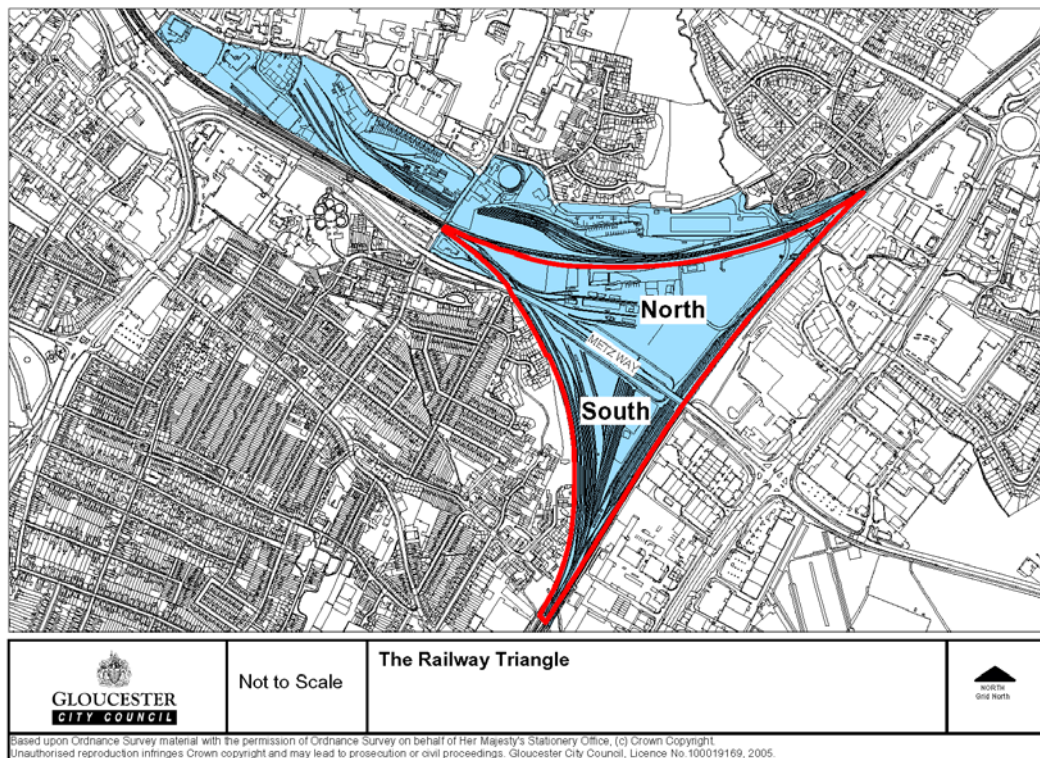 North
METZ WAY
South
GLOUCESTER
CITY COUNCIL
Not to Scale
The Railway Triangle
NORTH
Grid North
Based upon Ordnance Survey material with the permission of Ordnance Survey on behalf of Her Majesty's Stationery Office, (c) Crown Copyright.
Unauthorised reproduction infringes Crown copyright and may lead to prosecution or civil proceedings. Gloucester City Council, Licence No.100019169, 2005.